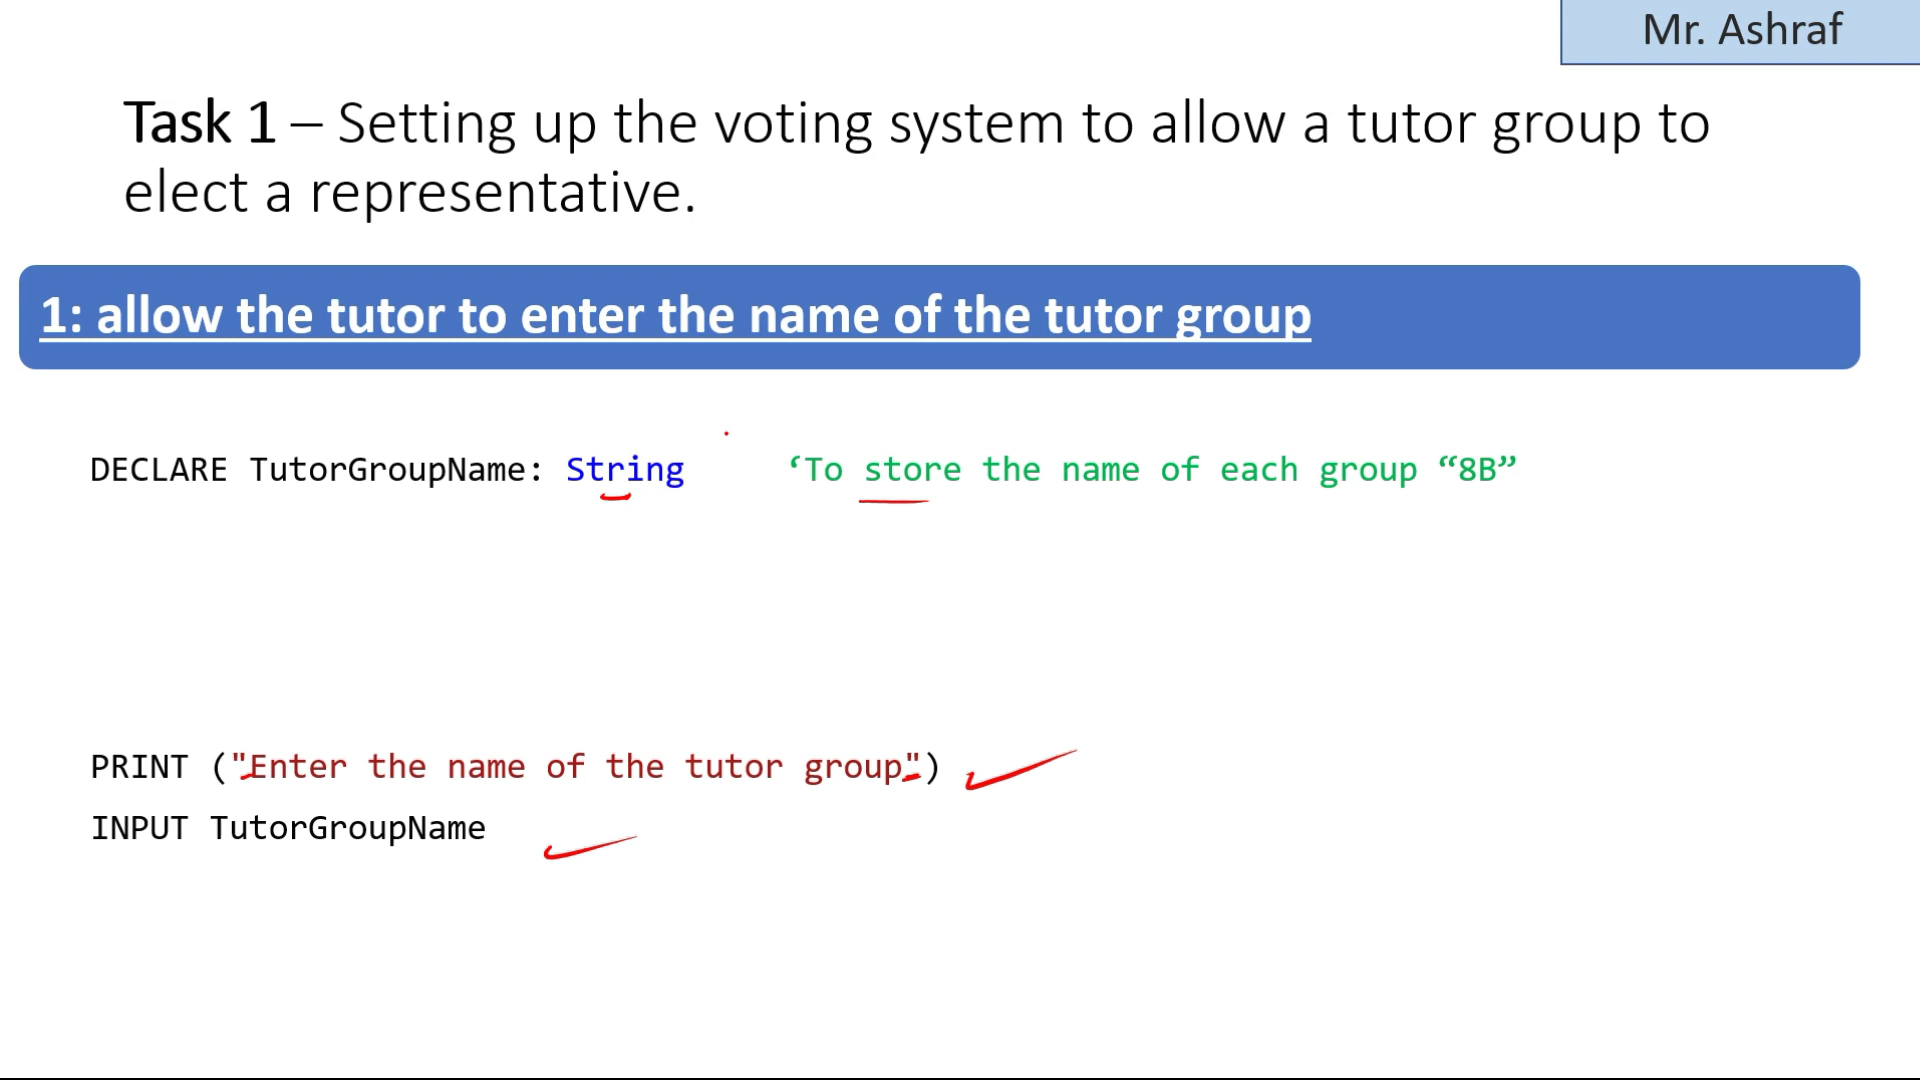 Mr. Ashraf
Task 1 – Setting up the voting system to allow a tutor group to
elect a representative.
1: allow the tutor to enter the name of the tutor group
DECLARE TutorGroupName: String ‘To store the name of each group “8B”
PRINT ("Enter the name of the tutor group")
INPUT TutorGroupName